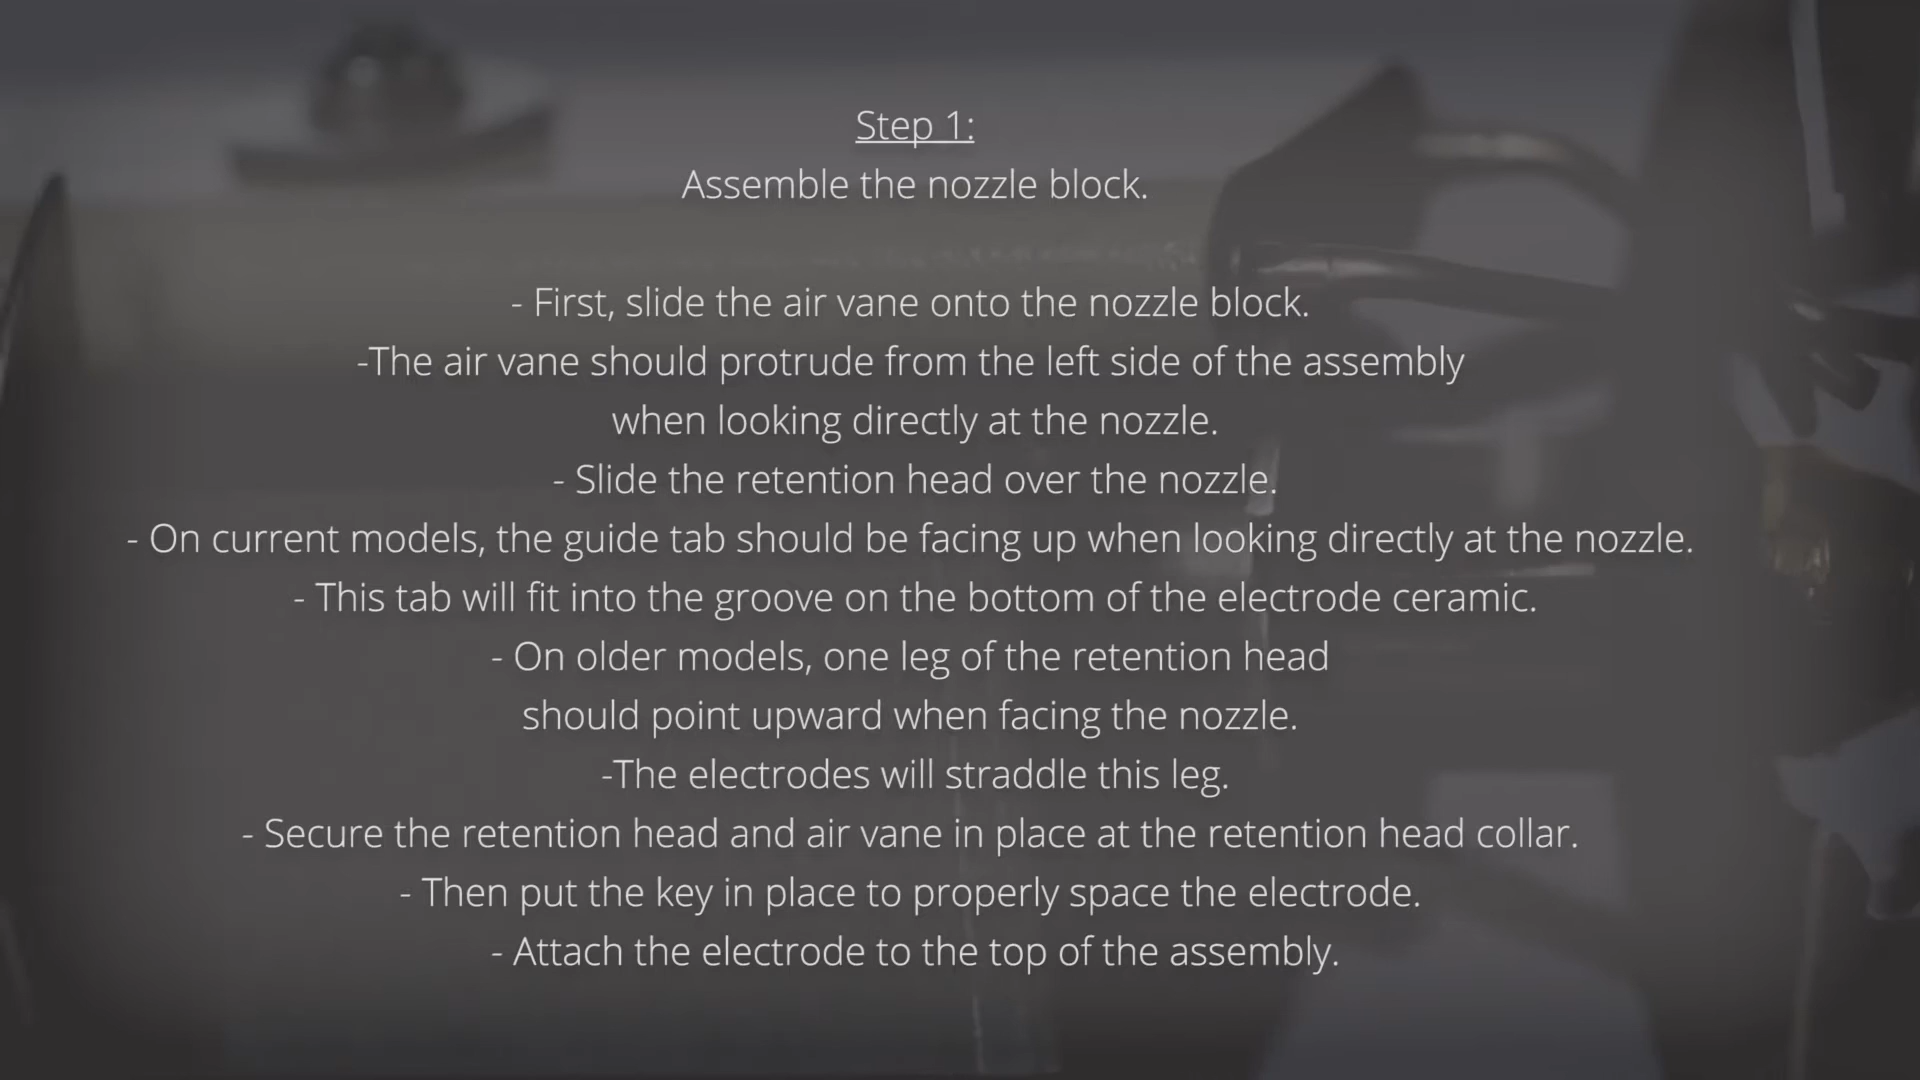 Step 1:
Assemble the nozzle block.
- First, slide the air vane onto the nozzle block.
-The air vane should protrude from the left side of the assembly
when looking directly at the nozzle.
- Slide the retention head over the nozzle.
- On current models, the guide tab should be facing up when looking directly at the nozzle.
- This tab will fit into the groove on the bottom of the electrode ceramic.
- On older models, one leg of the retention head
should point upward when facing the nozzle.
-The electrodes will straddle this leg.
- Secure the retention head and air vane in place at the retention head collar.
- Then put the key in place to properly space the electrode.
- Attach the electrode to the top of the assembly.